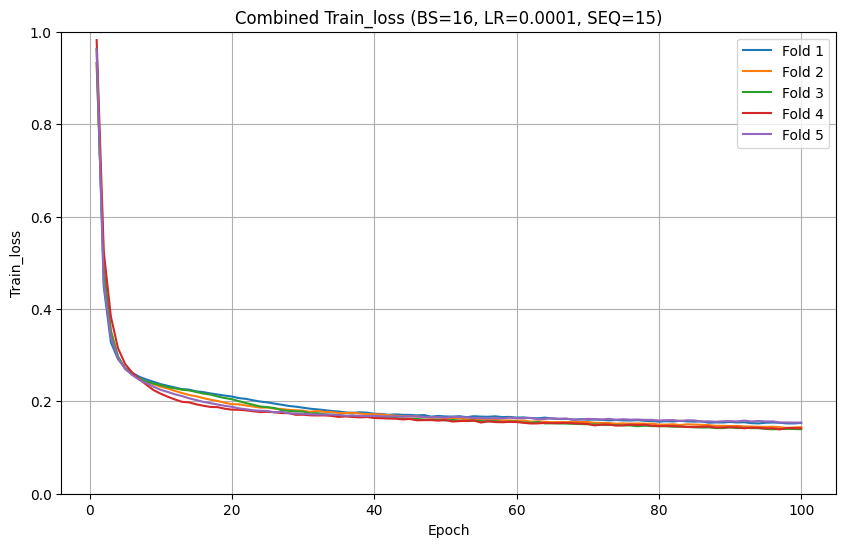 Combined Train_loss (BS=16, LR=0.0001, SEQ=15)
1.0
0.8
0.6
0.4
0.2
0.0
Train_loss
Fold 1
Fold 2
Fold 3
Fold 4
Fold 5
0 20 40 60 80 100
Epoch